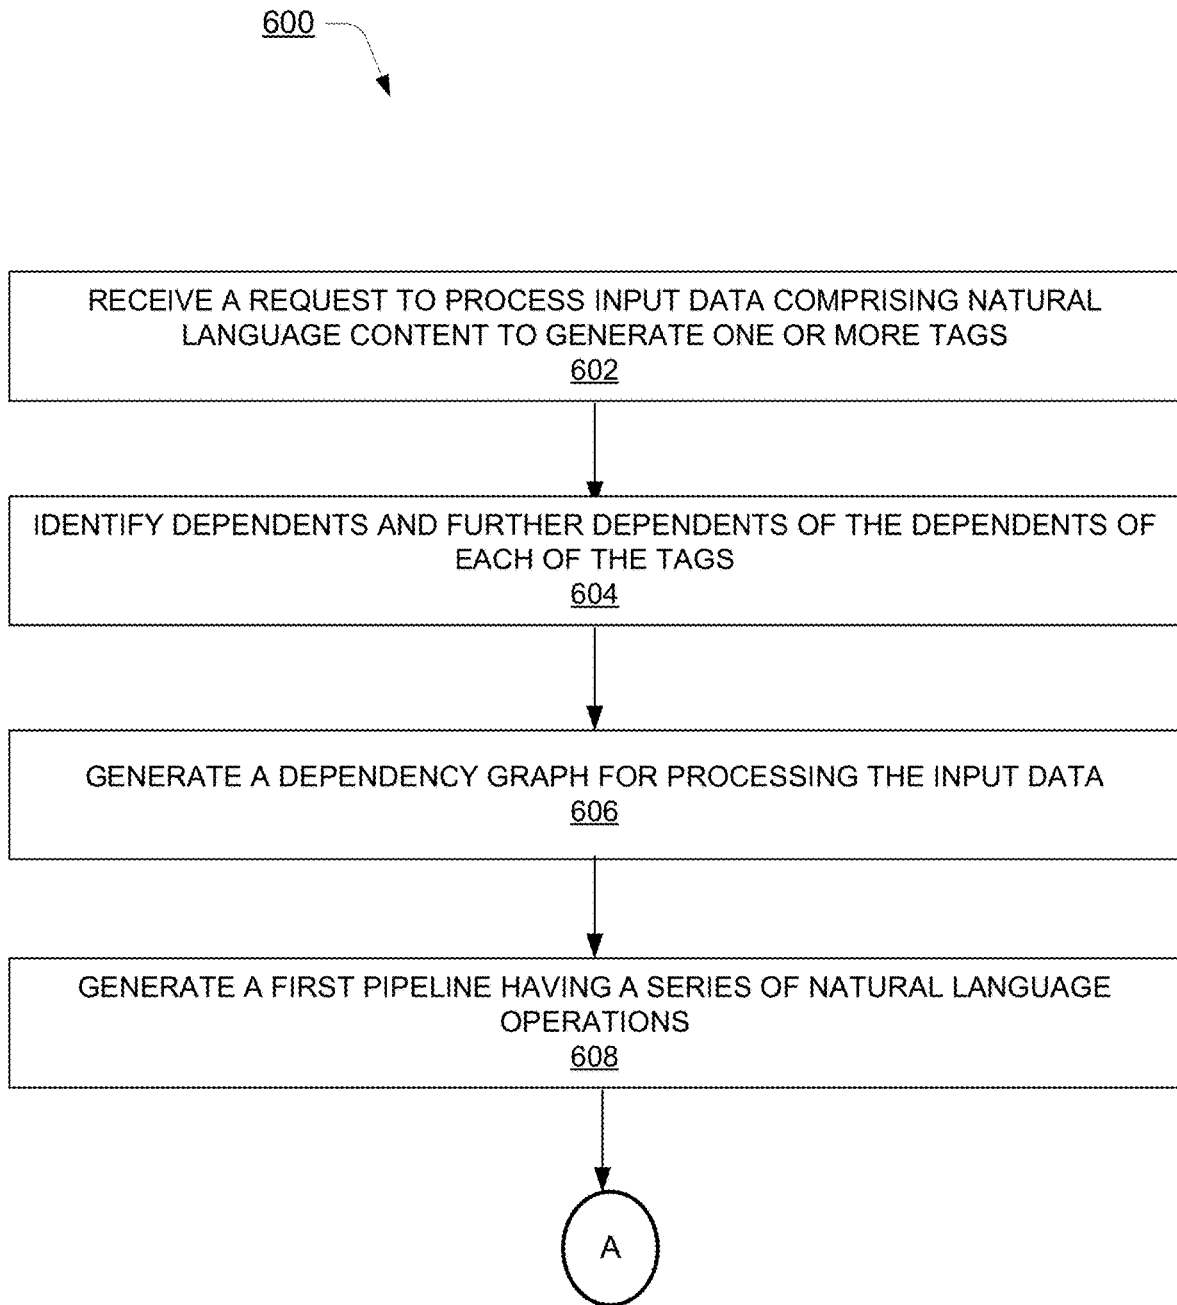 600
RECEIVE A REQUEST TO PROCESS INPUT DATA COMPRISING NATURAL
LANGUAGE CONTENT TO GENERATE ONE OR MORE TAGS
602
IDENTIFY DEPENDENTS AND FURTHER DEPENDENTS OF THE DEPENDENTS OF
EACH OF THE TAGS
604
GENERATE A DEPENDENCY GRAPH FOR PROCESSING THE INPUT DATA
606
GENERATE A FIRST PIPELINE HAVING A SERIES OF NATURAL LANGUAGE
OPERATIONS
608
A